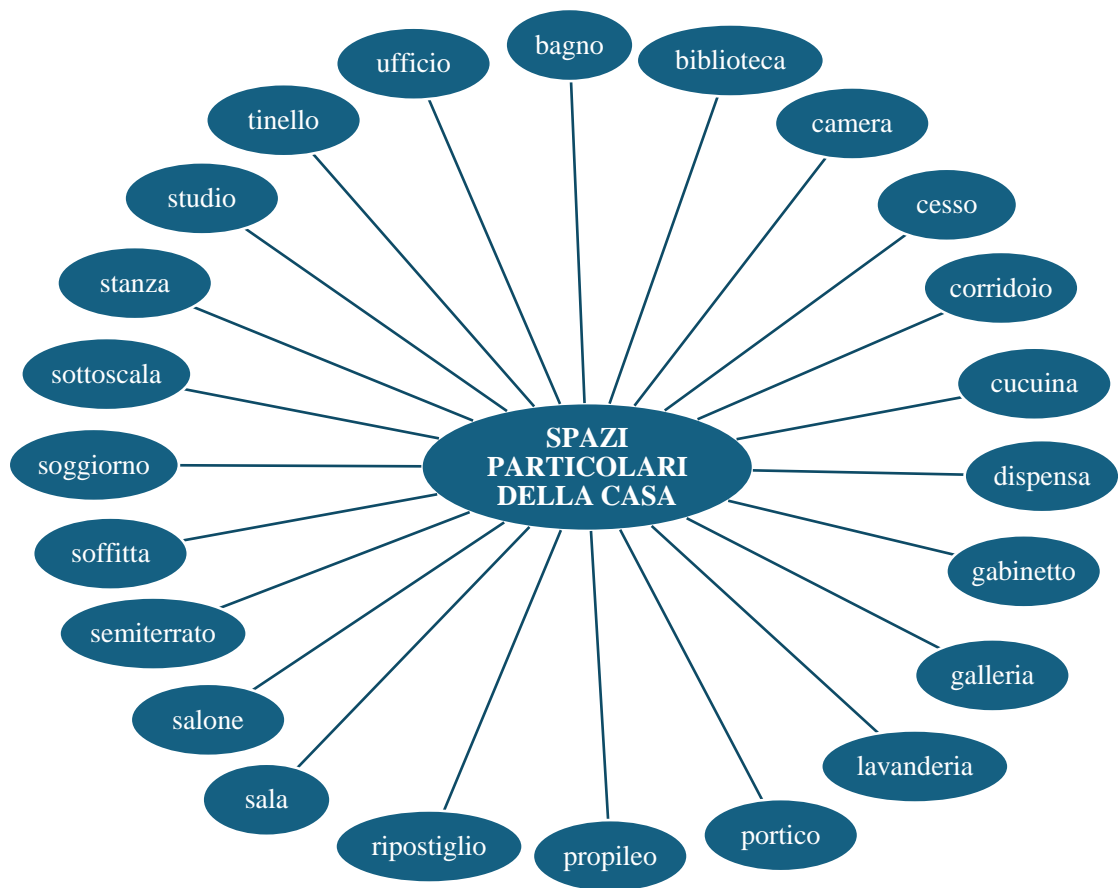 SPAZI
PARTICOLARI
DELLA CASA
bagno
biblioteca
camera
cesso
corridoio
cucuina
dispensa
gabinetto
galleria
lavanderia
portico
propileo
ripostiglio
sala
salone
semiterrato
soffitta
soggiorno
sottoscala
stanza
studio
tinello
ufficio